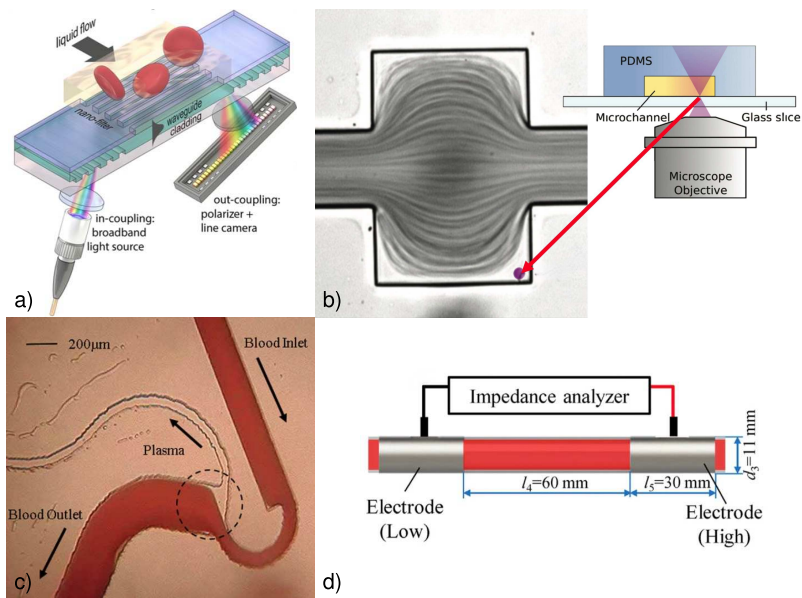 liquid flow
nano-filter
waveguide
cladding
in-coupling:
broadband
light source
out-coupling:
polarizer +
line camera
a)
PDMS
Microchannel
Glass slice
Microscope
Objective
b)
200μm
Blood Inlet
Plasma
Blood Outlet
c)
Impedance analyzer
d₃=11 mm
l₄=60 mm
l₅=30 mm
Electrode
(Low)
Electrode
(High)
d)